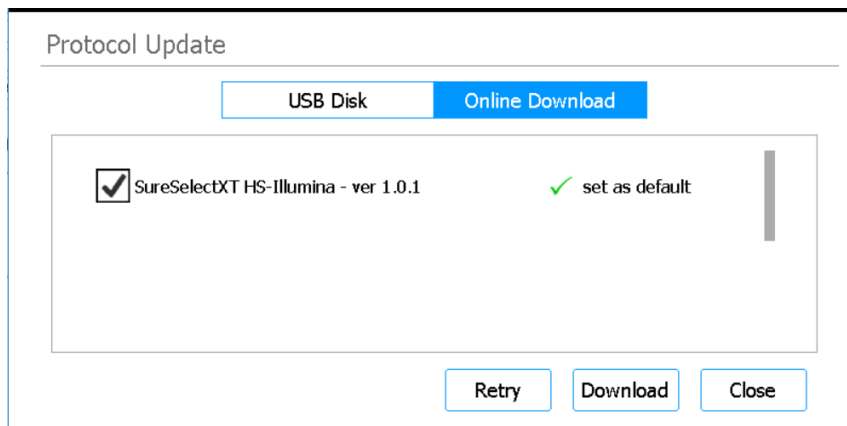 Protocol Update
USB Disk Online Download
SureSelectXT HS-Illumina - ver 1.0.1 set as default
Retry Download Close